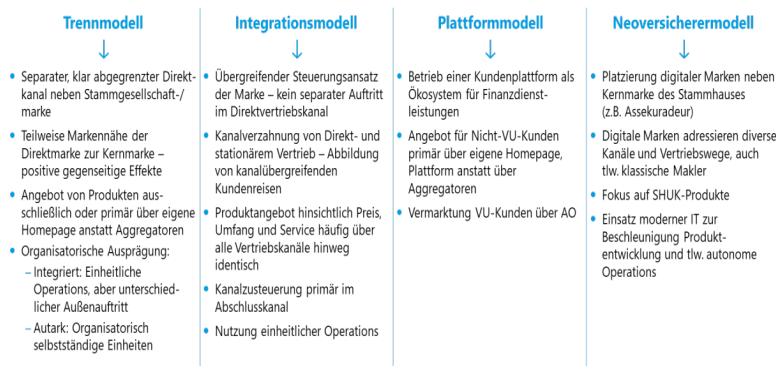 Trennmodell
• Separater, klar abgegrenzter Direkt-
kanal neben Stammgesellschaft-/
marke
• Teilweise Markennähe der
Direktmarke zur Kernmarke –
positive gegenseitige Effekte
• Angebot von Produkten aus-
schließlich oder primär über eigene
Homepage anstatt Aggregatoren
• Organisatorische Ausprägung:
– Integriert: Einheitliche
Operations, aber unterschied-
licher Außenauftritt
– Autark: Organisatorisch
selbstständige Einheiten
Integrationsmodell
• Übergreifender Steuerungsansatz
der Marke – kein separater Auftritt
im Direktvertriebskanal
• Kanalverzahnung von Direkt- und
stationärem Vertrieb – Abbildung
von kanalübergreifenden
Kundenreisen
• Produktangebot hinsichtlich Preis,
Umfang und Service häufig über
alle Vertriebskanäle hinweg
identisch
• Kanalzusteuerung primär im
Abschlusskanal
• Nutzung einheitlicher Operations
Plattformmodell
• Betrieb einer Kundenplattform als
Ökosystem für Finanzdienst-
leistungen
• Angebot für Nicht-VU-Kunden
primär über eigene Homepage,
Plattform anstatt über
Aggregatoren
• Vermarktung VU-Kunden über AO
Neoversicherermodell
• Platzierung digitaler Marken neben
Kernmarke des Stammhauses
(z.B. Assekuradeur)
• Digitale Marken adressieren diverse
Kanäle und Vertriebswege, auch
tlw. klassische Makler
• Fokus auf SHUK-Produkte
• Einsatz moderner IT zur
Beschleunigung Produkt-
entwicklung und tlw. autonome
Operations